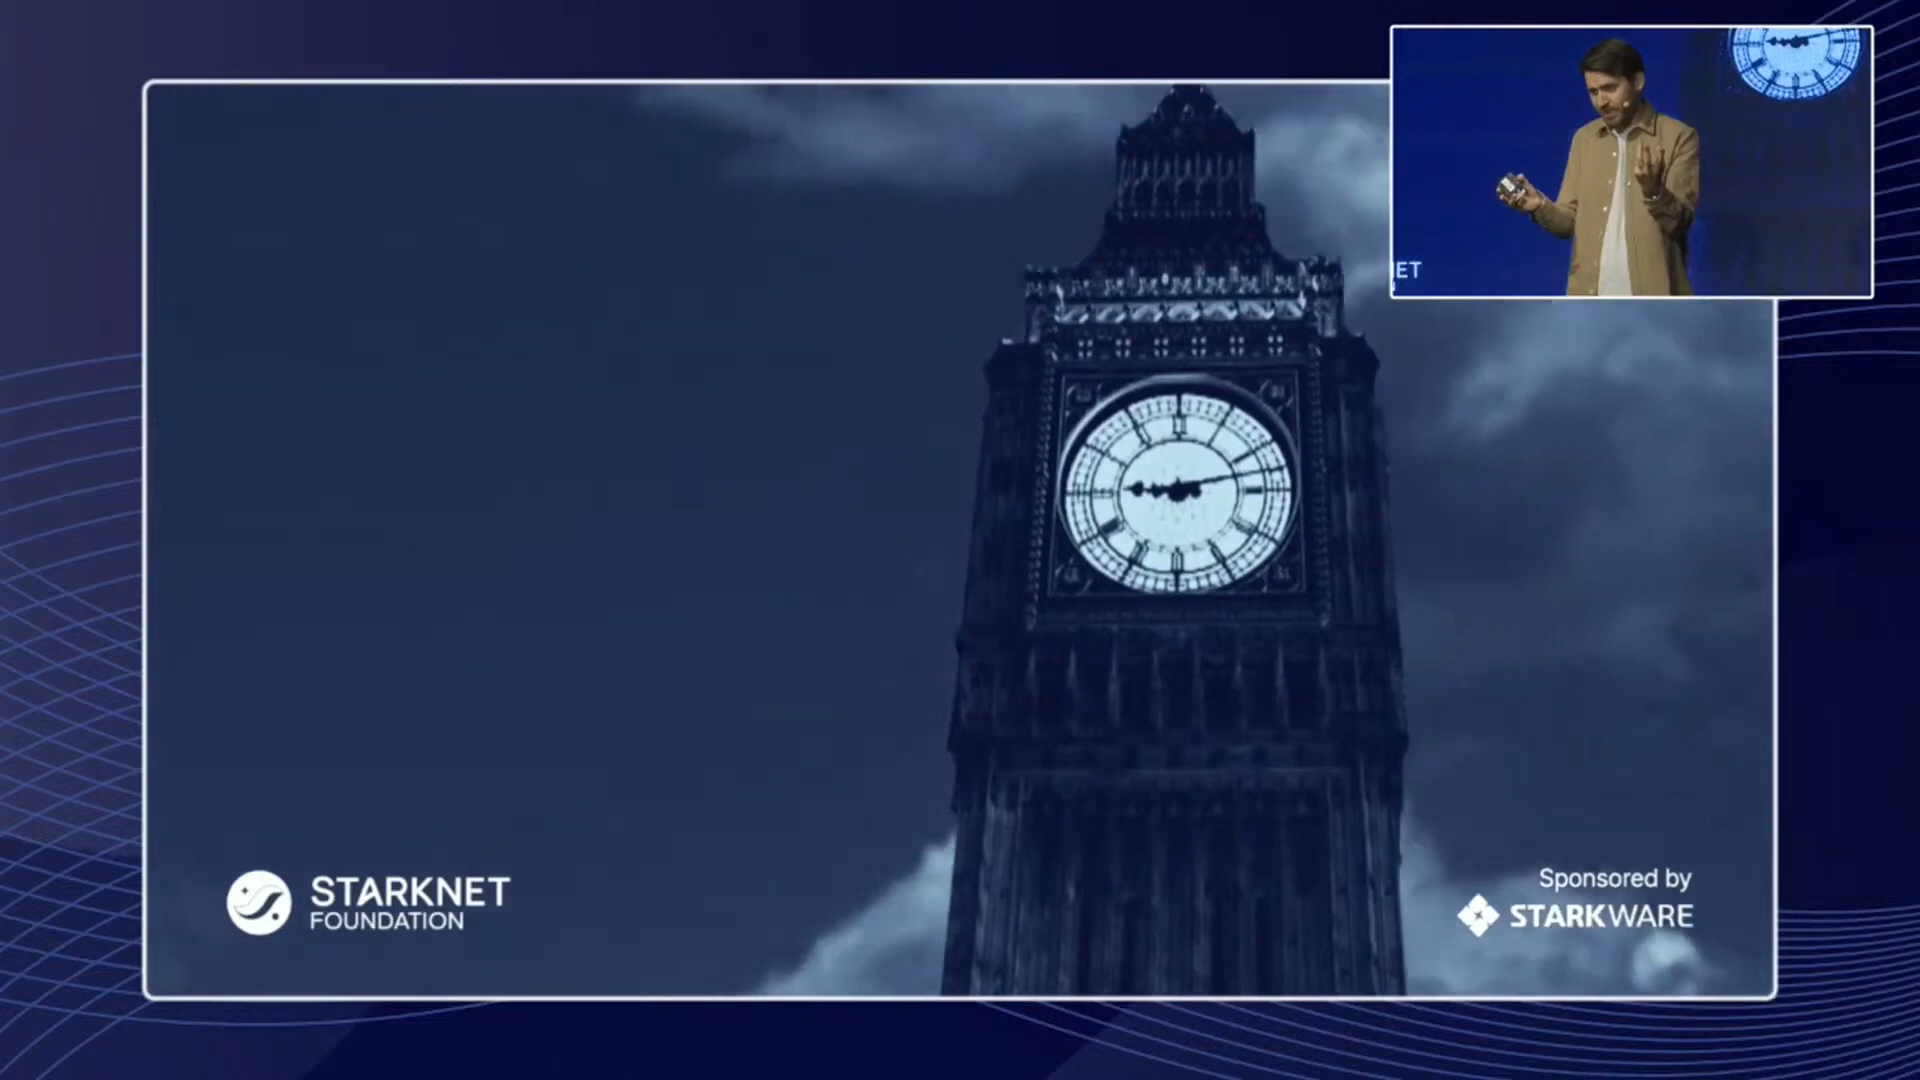 ET
STARKNET
FOUNDATION
Sponsored by
STARKWARE